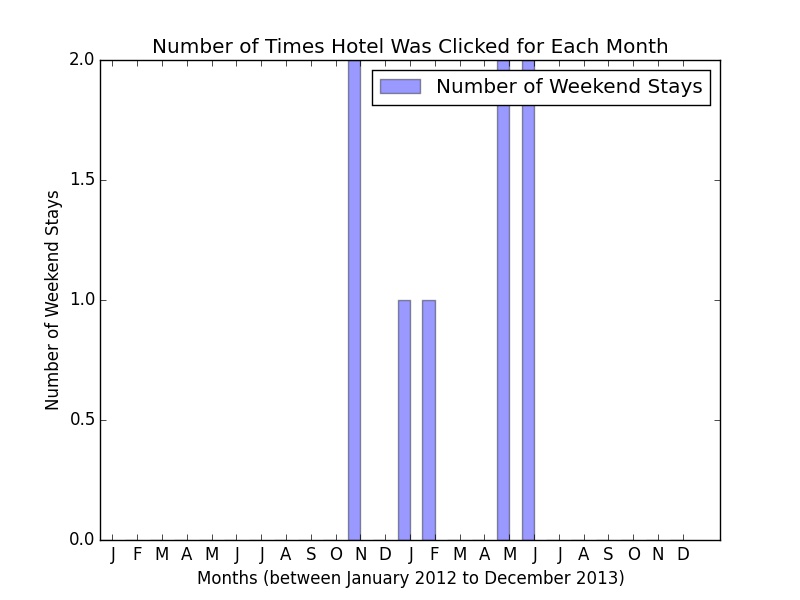 Number of Times Hotel Was Clicked for Each Month
Number of Weekend Stays
2.0
1.5
1.0
0.5
0.0
Number of Weekend Stays
J F M A M J J A S O N D J F M A M J J A S O N D
Months (between January 2012 to December 2013)